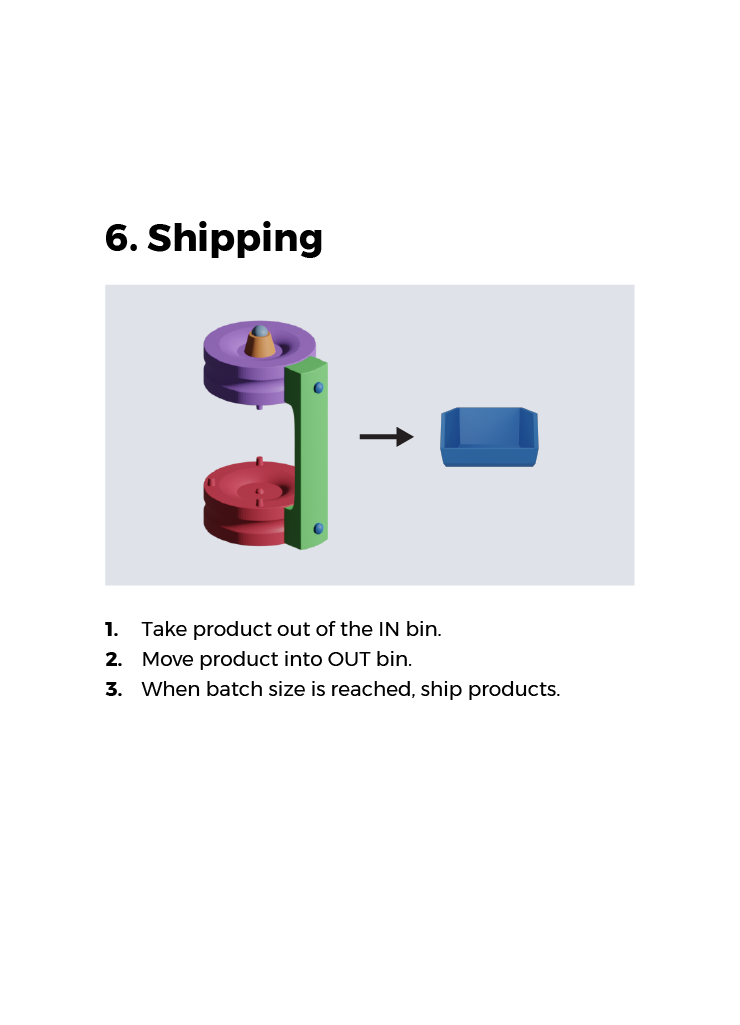 6. Shipping
1. Take product out of the IN bin.
2. Move product into OUT bin.
3. When batch size is reached, ship products.